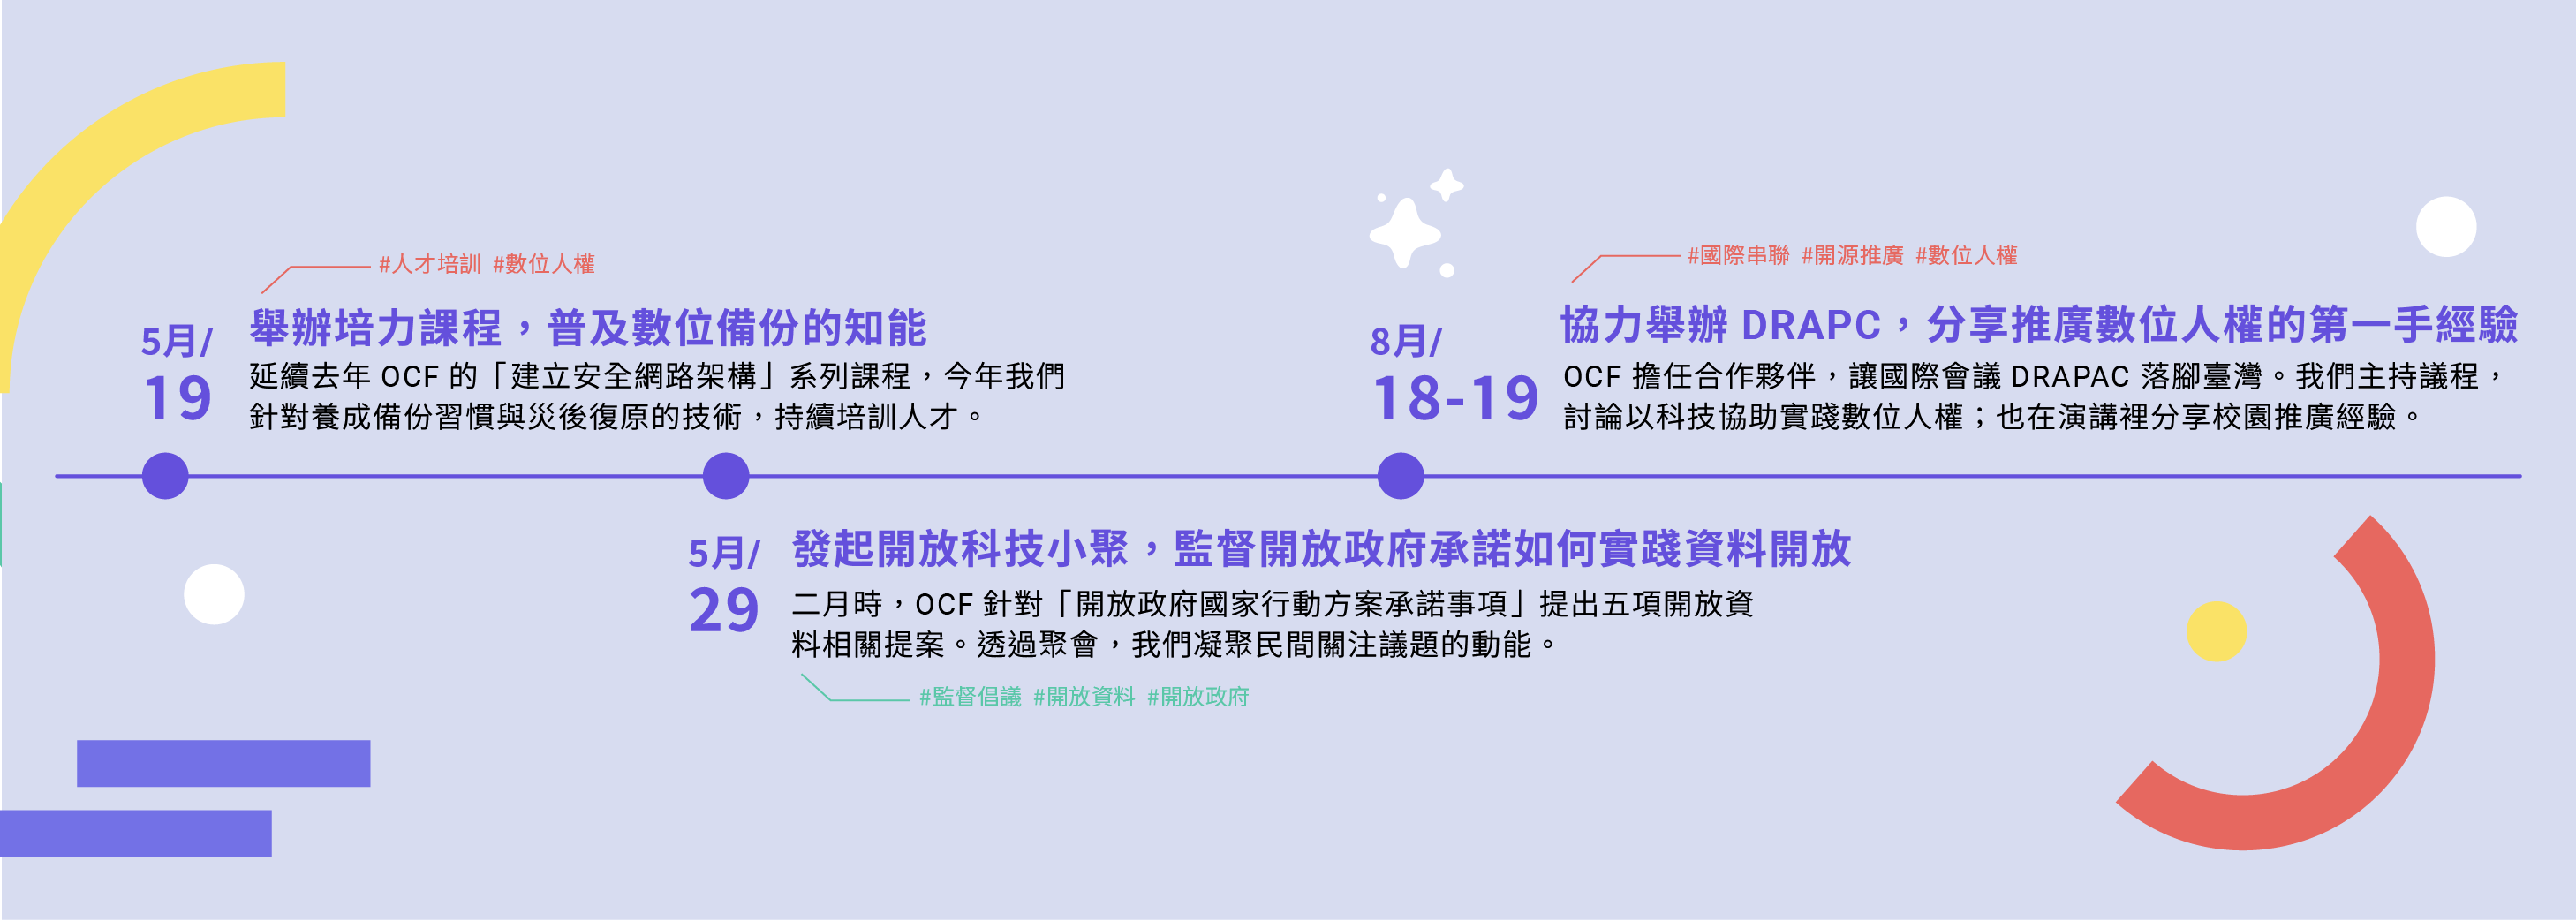 #人才培訓 #數位人權
5月/
19
舉辦培力課程，普及數位備份的知能
延續去年 OCF 的「建立安全網路架構」系列課程，今年我們
針對養成備份習慣與災後復原的技術，持續培訓人才。
5月/
29
發起開放科技小聚，監督開放政府承諾如何實踐資料開放
二月時，OCF 針對「開放政府國家行動方案承諾事項」提出五項開放資
料相關提案。透過聚會，我們凝聚民間關注議題的動能。
#監督倡議 #開放資料 #開放政府
#國際串聯 #開源推廣 #數位人權
8月/
18-19
協力舉辦 DRAPC，分享推廣數位人權的第一手經驗
OCF 擔任合作夥伴，讓國際會議 DRAPAC 落腳臺灣。我們主持議程，
討論以科技協助實踐數位人權；也在演講裡分享校園推廣經驗。